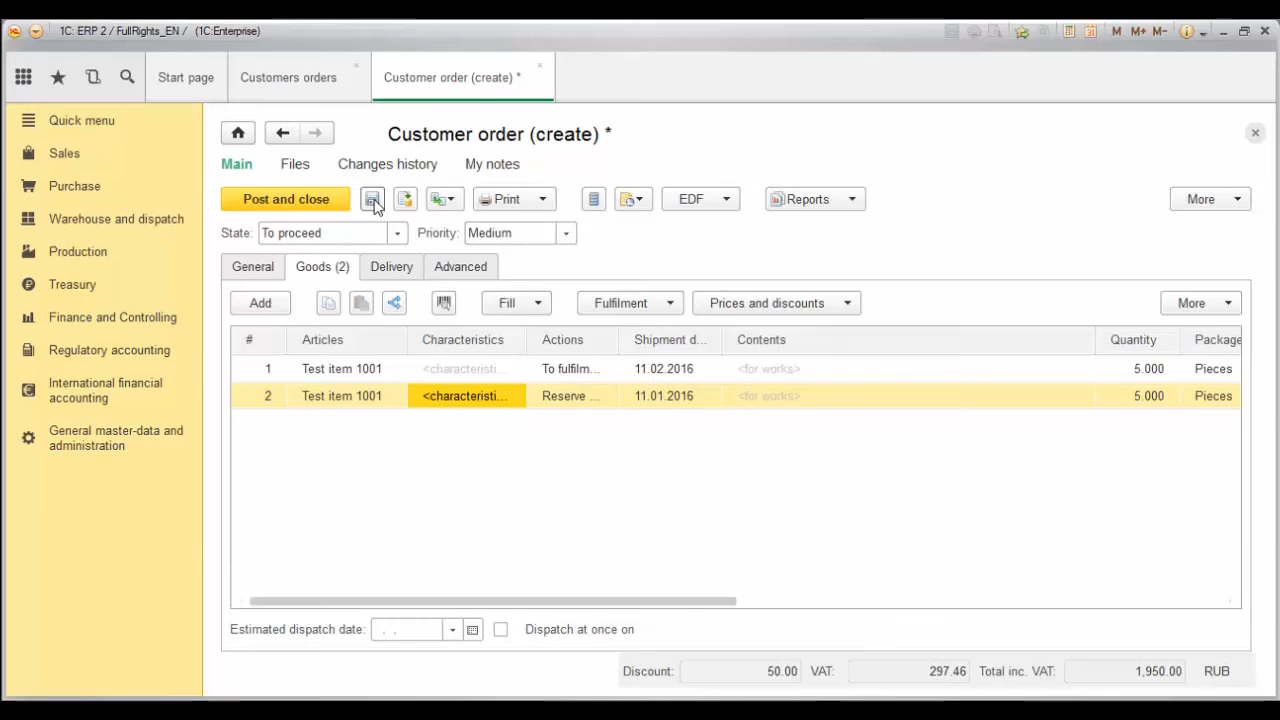 1C: ERP 2 / FullRights_EN / (1C:Enterprise)
M M+ M-
Start page
Customers orders
Customer order (create) *
Quick menu
Sales
Purchase
Warehouse and dispatch
Production
Treasury
Finance and Controlling
Regulatory accounting
International financial
accounting
General master-data and
administration
Customer order (create) *
Main Files Changes history My notes
Post and close Print EDF Reports More
State: To proceed Priority: Medium
General Goods (2) Delivery Advanced
Add Fill Fulfilment Prices and discounts More
# Articles Characteristics Actions Shipment d... Contents Quantity Package
1 Test item 1001 <characteristi... To fulfilm... 11.02.2016 <for works> 5.000 Pieces
2 Test item 1001 <characteristi... Reserve ... 11.01.2016 <for works> 5.000 Pieces
Estimated dispatch date: . . Dispatch at once on
Discount: 50.00 VAT: 297.46 Total inc. VAT: 1,950.00 RUB